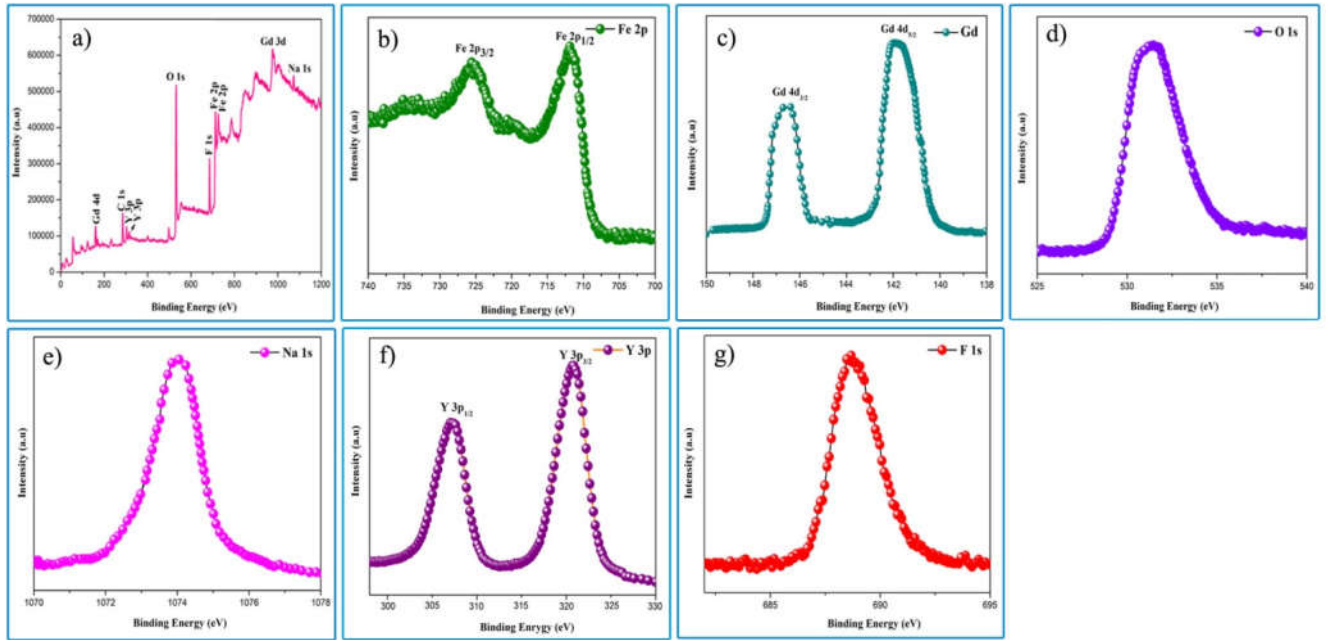 a)
700000
600000
500000
400000
300000
200000
100000
0
Intensity (a.u)
Gd 4d
C 1s
Y 3p
Y 3p
O 1s
F 1s
Fe 2p
Fe 2p
Gd 3d
Na 1s
0 200 400 600 800 1000 1200
Binding Energy (eV)
b)
Fe 2p
Fe 2p3/2
Fe 2p1/2
Intensity (a.u)
740 735 730 725 720 715 710 705 700
Binding Energy (eV)
c)
Gd
Gd 4d3/2
Gd 4d5/2
Intensity (a.u)
150 148 146 144 142 140 138
Binding Energy (eV)
d)
O 1s
Intensity (a.u)
525 530 535 540
Binding Energy (eV)
e)
Na 1s
Intensity (a.u)
1070 1072 1074 1076 1078
Binding Energy (eV)
f)
Y 3p
Y 3p1/2
Y 3p3/2
Intensity (a.u)
300 305 310 315 320 325 330
Binding Enrygy (eV)
g)
F 1s
Intensity (a.u)
685 690 695
Binding Energy (eV)